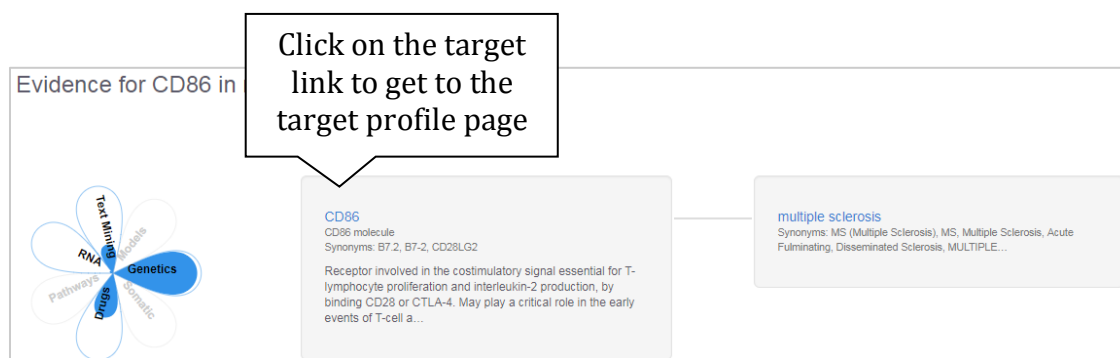 Click on the target
link to get to the
target profile page
Evidence for CD86 in
Text Mining
Models
RNA
Genetics
Pathways
Somatic
Drugs
CD86
CD86 molecule
Synonyms: B7.2, B7-2, CD28LG2
Receptor involved in the costimulatory signal essential for T-
lymphocyte proliferation and interleukin-2 production, by
binding CD28 or CTLA-4. May play a critical role in the early
events of T-cell a...
multiple sclerosis
Synonyms: MS (Multiple Sclerosis), MS, Multiple Sclerosis, Acute
Fulminating, Disseminated Sclerosis, MULTIPLE...